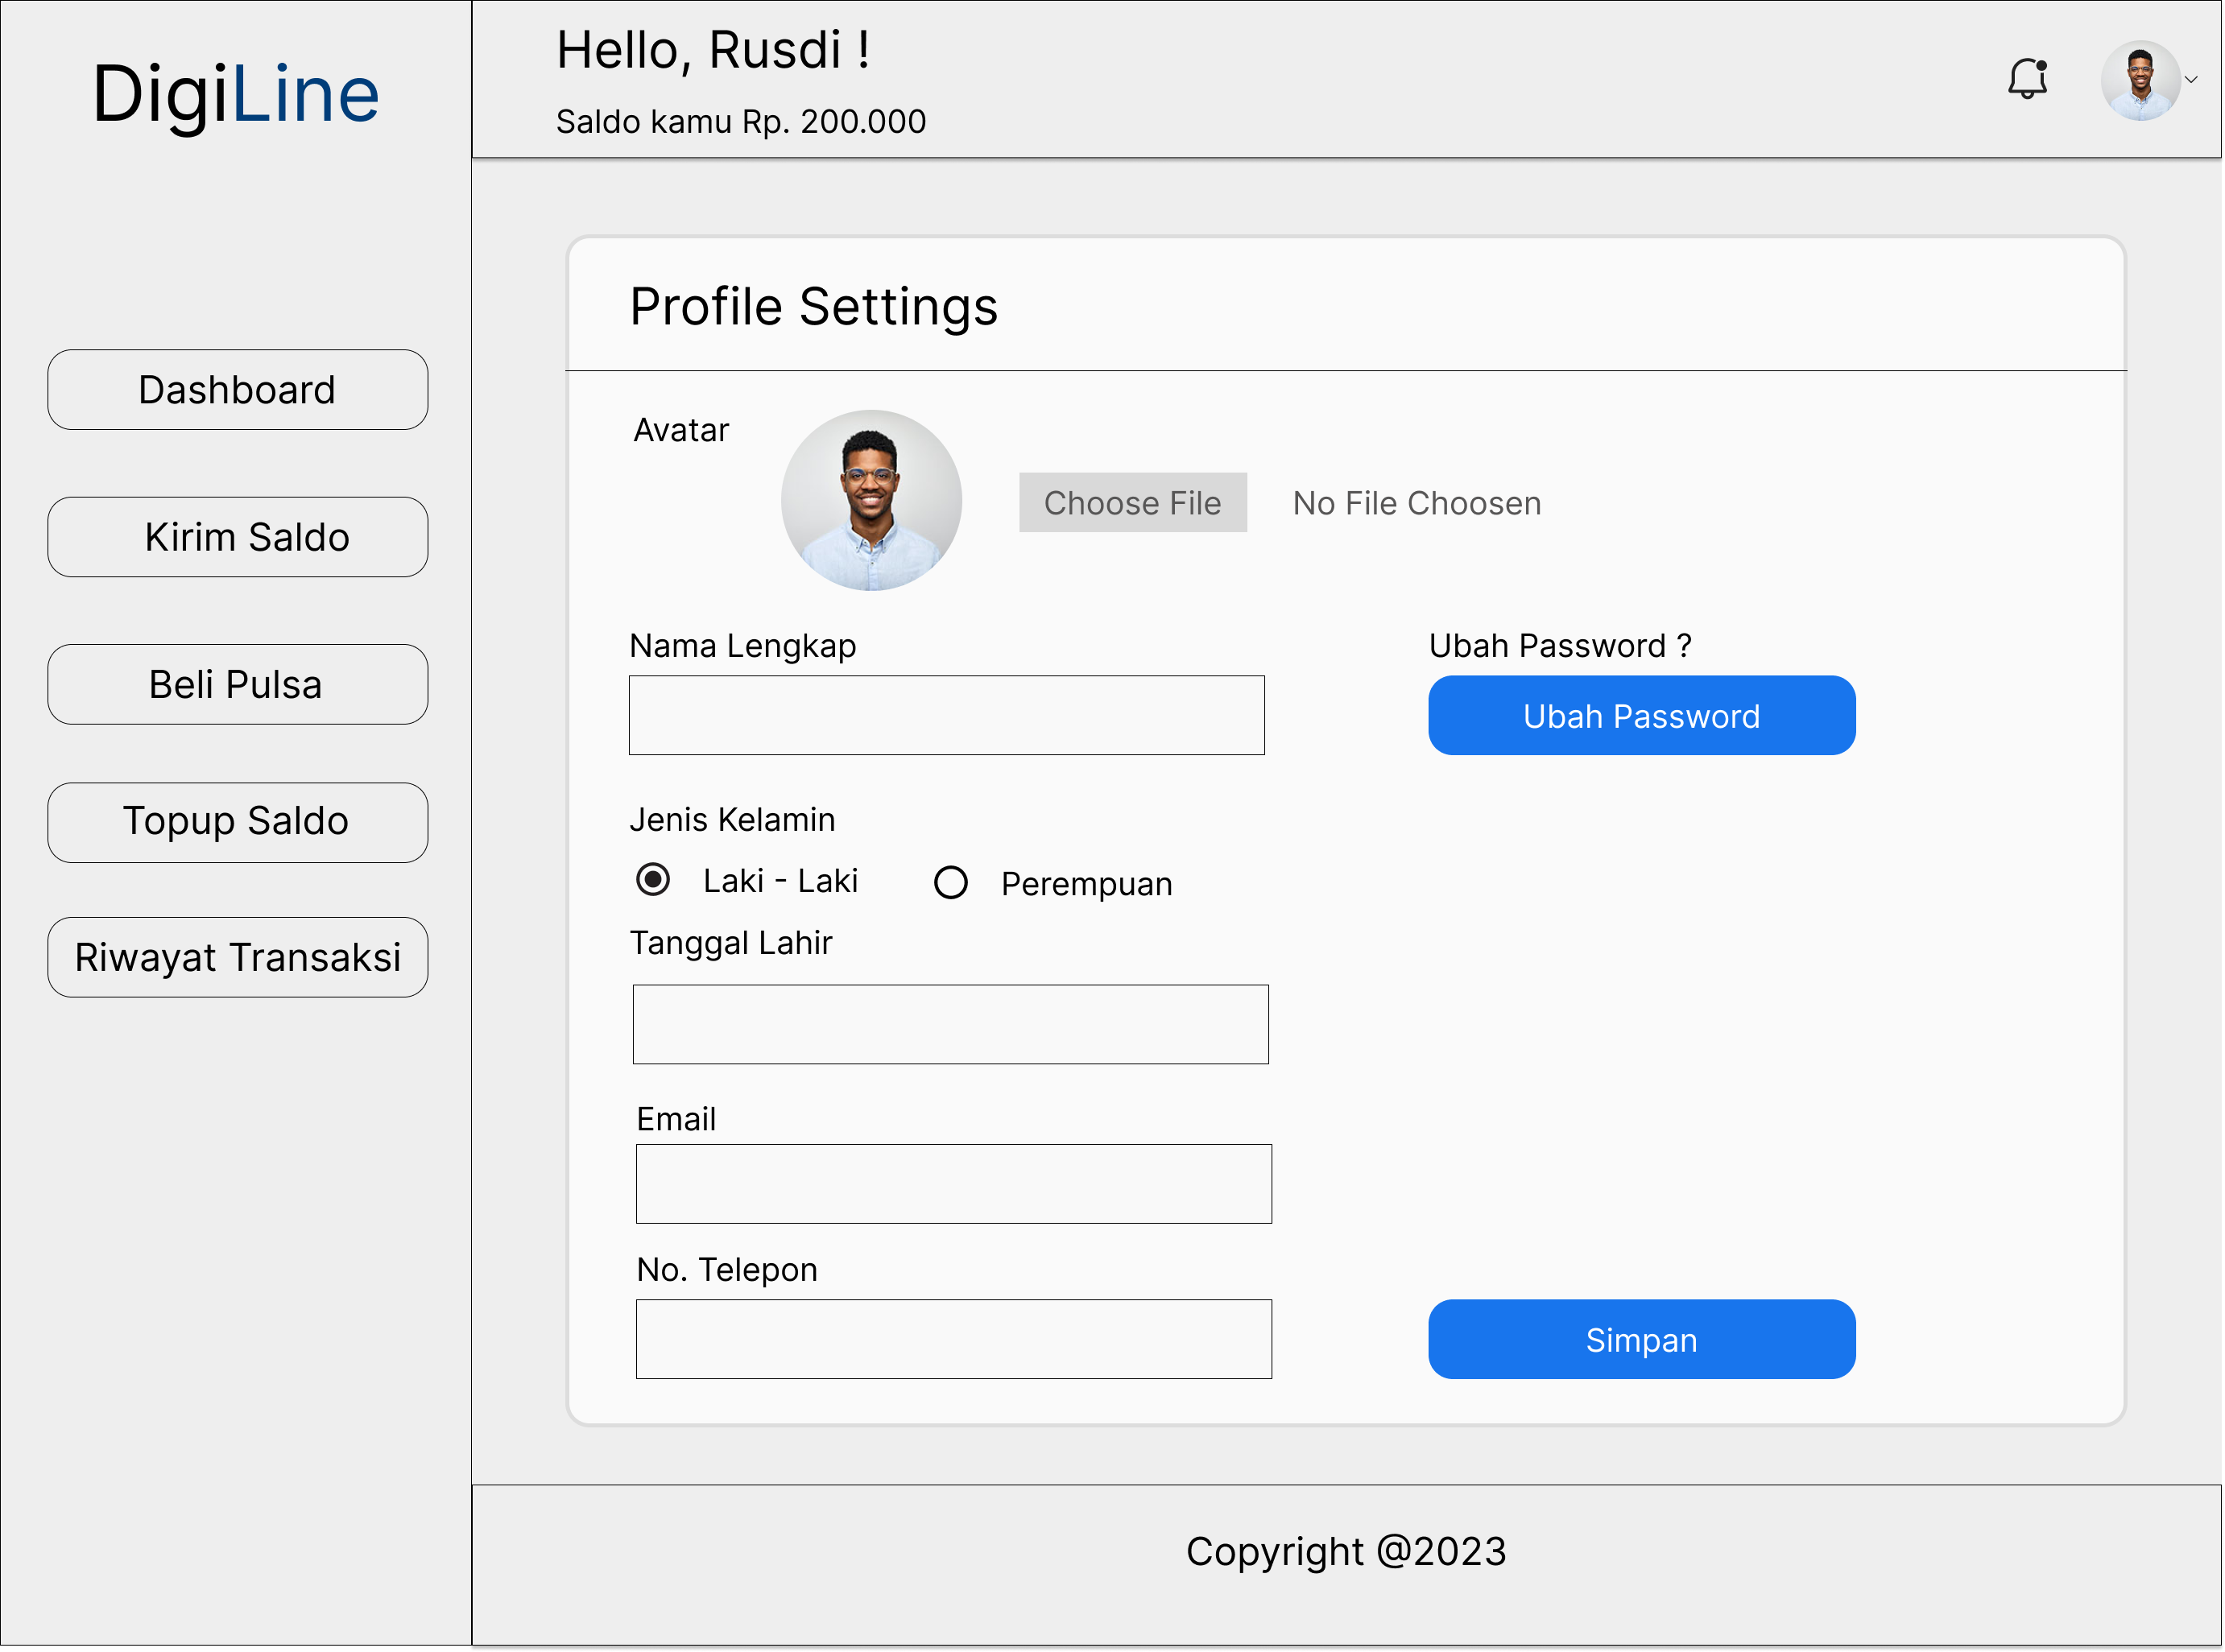 DigiLine
Dashboard
Kirim Saldo
Beli Pulsa
Topup Saldo
Riwayat Transaksi
Hello, Rusdi !
Saldo kamu Rp. 200.000
Profile Settings
Avatar
Choose File
No File Choosen
Nama Lengkap
Ubah Password ?
Ubah Password
Jenis Kelamin
Laki - Laki
Perempuan
Tanggal Lahir
Email
No. Telepon
Simpan
Copyright @2023